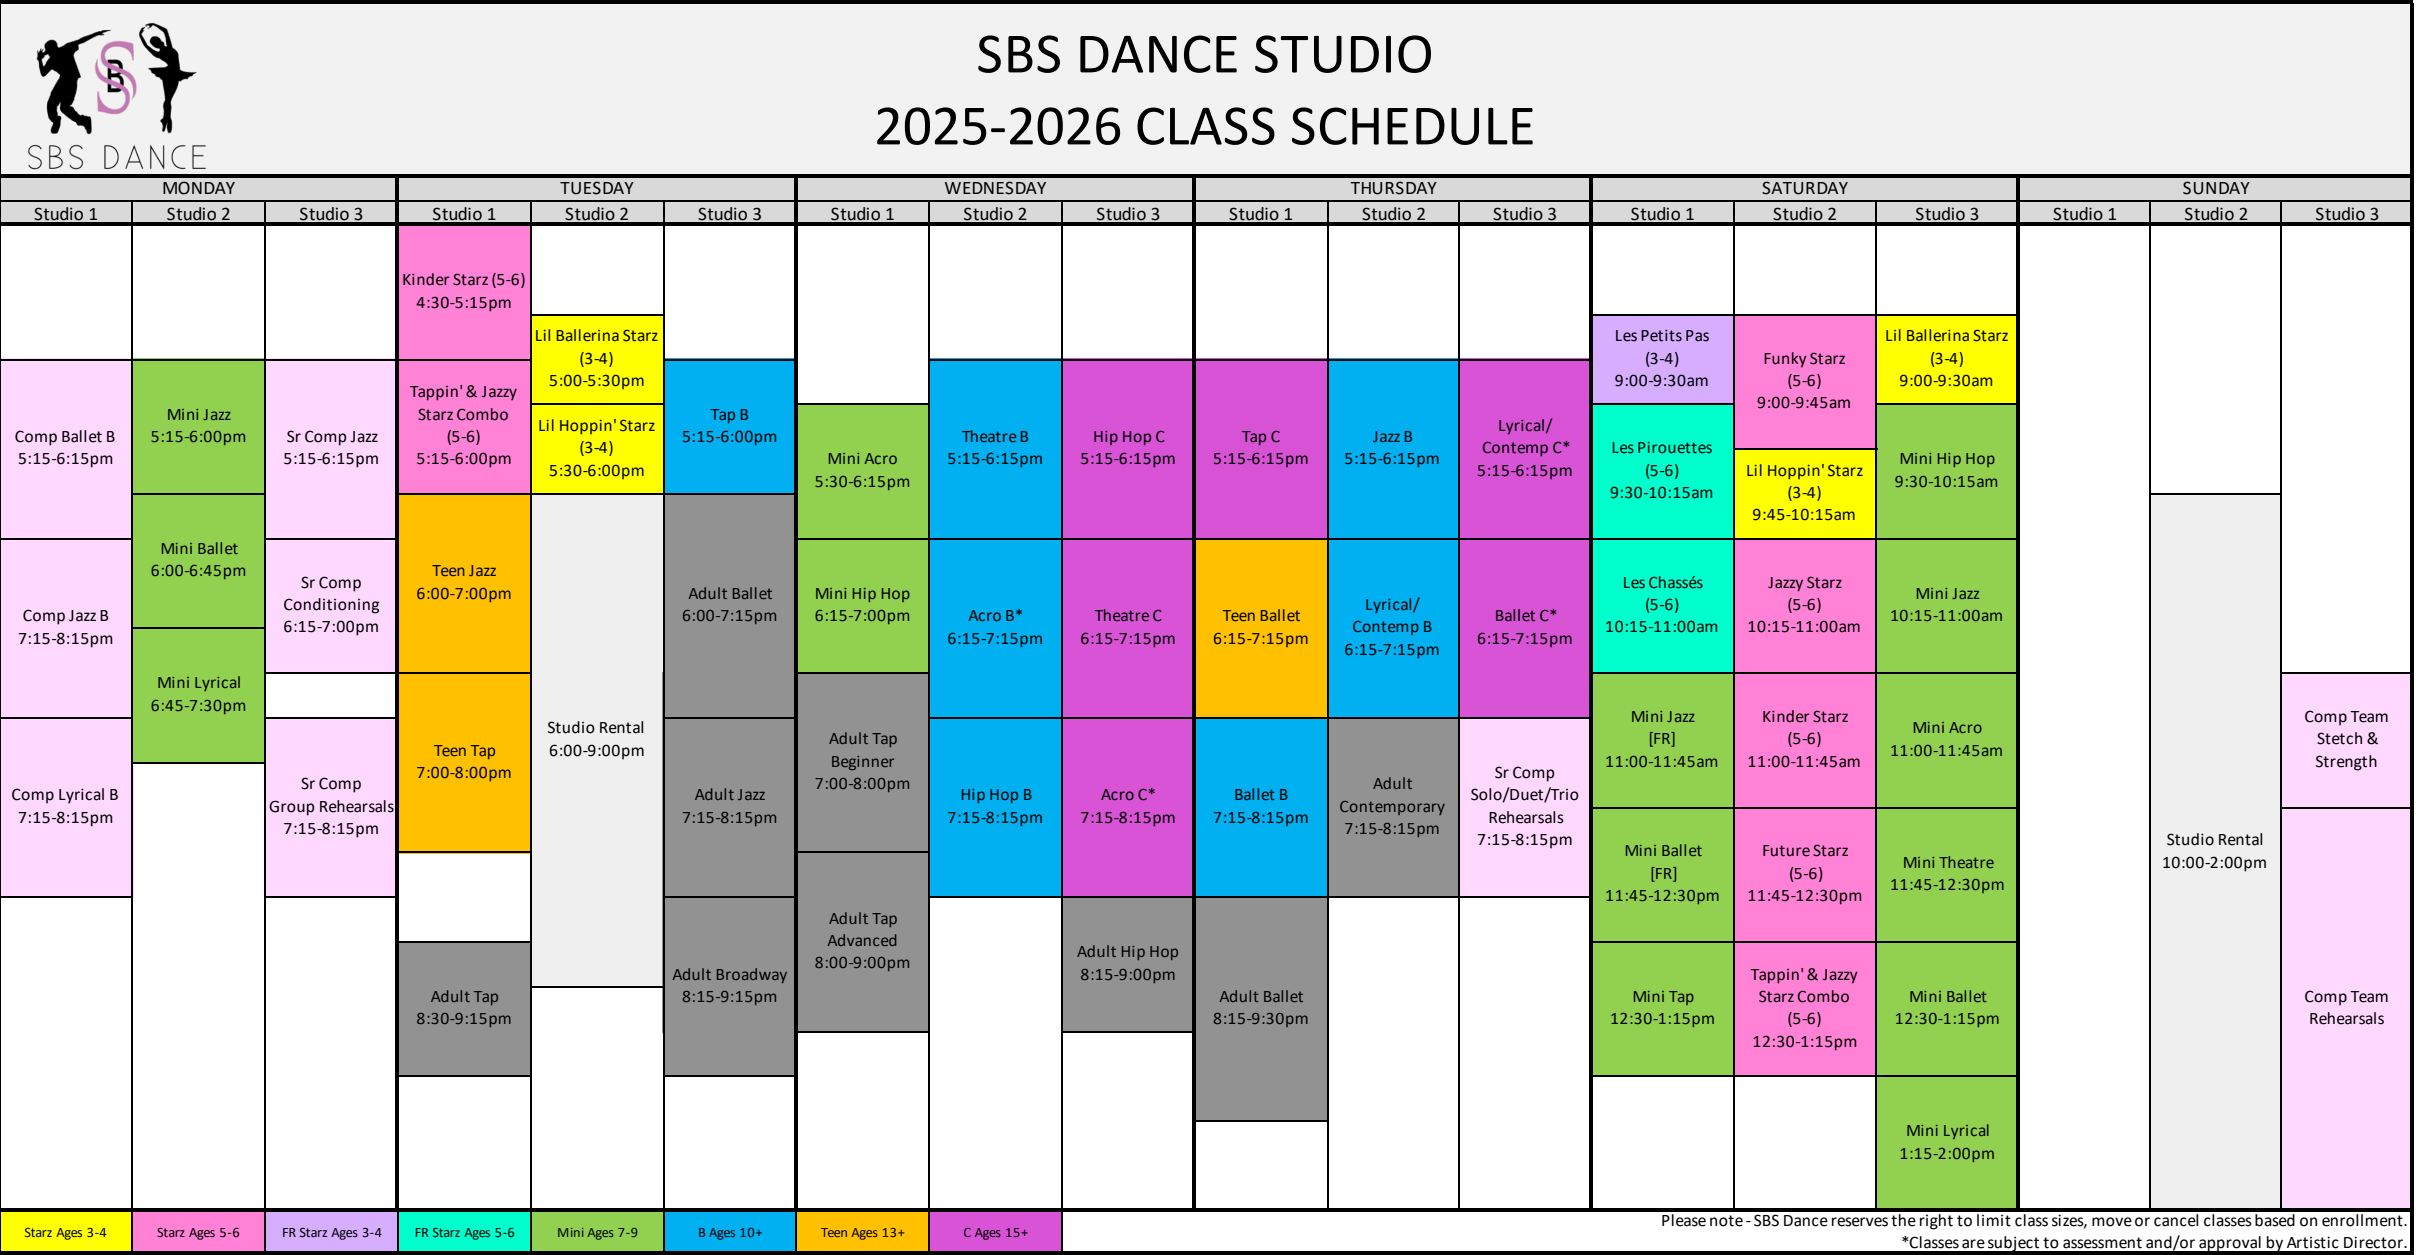 SBS DANCE
SBS DANCE STUDIO
2025-2026 CLASS SCHEDULE
MONDAY
TUESDAY
WEDNESDAY
THURSDAY
SATURDAY
SUNDAY
Studio 1
Studio 2
Studio 3
Studio 1
Studio 2
Studio 3
Studio 1
Studio 2
Studio 3
Studio 1
Studio 2
Studio 3
Studio 1
Studio 2
Studio 3
Studio 1
Studio 2
Studio 3
Comp Ballet B
5:15-6:15pm
Comp Jazz B
7:15-8:15pm
Comp Lyrical B
7:15-8:15pm
Mini Jazz
5:15-6:00pm
Mini Ballet
6:00-6:45pm
Mini Lyrical
6:45-7:30pm
Sr Comp Jazz
5:15-6:15pm
Sr Comp
Conditioning
6:15-7:00pm
Sr Comp
Group Rehearsals
7:15-8:15pm
Kinder Starz (5-6)
4:30-5:15pm
Tappin' & Jazzy
Starz Combo
(5-6)
5:15-6:00pm
Teen Jazz
6:00-7:00pm
Teen Tap
7:00-8:00pm
Adult Tap
8:30-9:15pm
Lil Ballerina Starz
(3-4)
5:00-5:30pm
Lil Hoppin' Starz
(3-4)
5:30-6:00pm
Studio Rental
6:00-9:00pm
Tap B
5:15-6:00pm
Adult Ballet
6:00-7:15pm
Adult Jazz
7:15-8:15pm
Adult Broadway
8:15-9:15pm
Mini Acro
5:30-6:15pm
Mini Hip Hop
6:15-7:00pm
Adult Tap
Beginner
7:00-8:00pm
Adult Tap
Advanced
8:00-9:00pm
Theatre B
5:15-6:15pm
Acro B*
6:15-7:15pm
Hip Hop B
7:15-8:15pm
Hip Hop C
5:15-6:15pm
Theatre C
6:15-7:15pm
Acro C*
7:15-8:15pm
Adult Hip Hop
8:15-9:00pm
Tap C
5:15-6:15pm
Teen Ballet
6:15-7:15pm
Ballet B
7:15-8:15pm
Adult Ballet
8:15-9:30pm
Jazz B
5:15-6:15pm
Lyrical/
Contemp B
6:15-7:15pm
Adult
Contemporary
7:15-8:15pm
Lyrical/
Contemp C*
5:15-6:15pm
Ballet C*
6:15-7:15pm
Sr Comp
Solo/Duet/Trio
Rehearsals
7:15-8:15pm
Les Petits Pas
(3-4)
9:00-9:30am
Les Pirouettes
(5-6)
9:30-10:15am
Les Chassés
(5-6)
10:15-11:00am
Mini Jazz
[FR]
11:00-11:45am
Mini Ballet
[FR]
11:45-12:30pm
Mini Tap
12:30-1:15pm
Funky Starz
(5-6)
9:00-9:45am
Lil Hoppin' Starz
(3-4)
9:45-10:15am
Jazzy Starz
(5-6)
10:15-11:00am
Kinder Starz
(5-6)
11:00-11:45am
Future Starz
(5-6)
11:45-12:30pm
Tappin' & Jazzy
Starz Combo
(5-6)
12:30-1:15pm
Lil Ballerina Starz
(3-4)
9:00-9:30am
Mini Hip Hop
9:30-10:15am
Mini Jazz
10:15-11:00am
Mini Acro
11:00-11:45am
Mini Theatre
11:45-12:30pm
Mini Ballet
12:30-1:15pm
Mini Lyrical
1:15-2:00pm
Studio Rental
10:00-2:00pm
Comp Team
Stetch &
Strength
Comp Team
Rehearsals
Starz Ages 3-4
Starz Ages 5-6
FR Starz Ages 3-4
FR Starz Ages 5-6
Mini Ages 7-9
B Ages 10+
Teen Ages 13+
C Ages 15+
Please note - SBS Dance reserves the right to limit class sizes, move or cancel classes based on enrollment.
*Classes are subject to assessment and/or approval by Artistic Director.